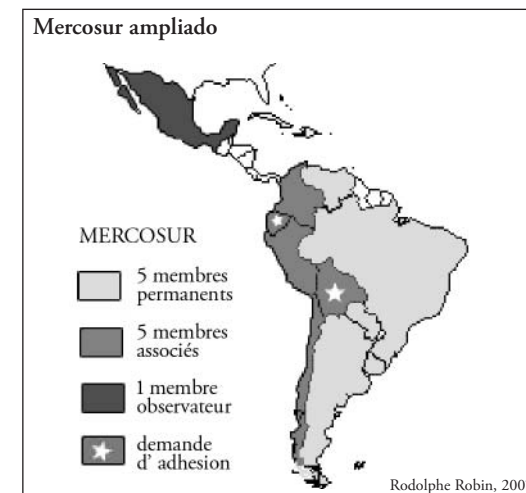 Mercosur ampliado
MERCOSUR
5 membres
permanents
5 membres
associés
1 membre
observateur
demande
d' adhesion
Rodolphe Robin, 200